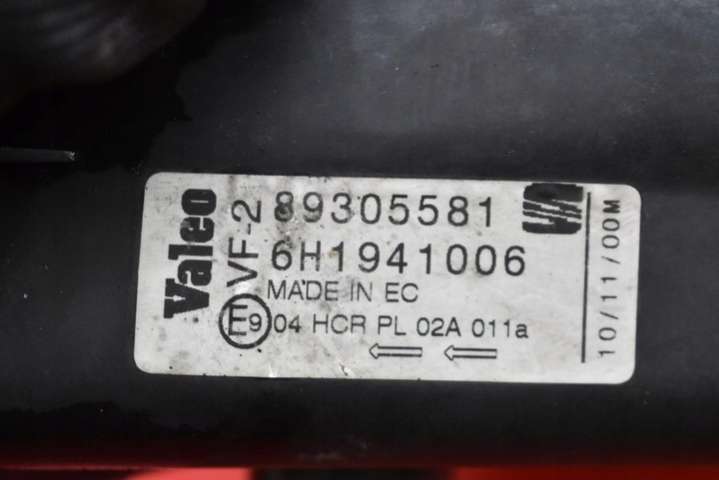 Valeo
VF-2
89305581
6H1941006
MADE IN EC
E9 04 HCR PL 02A 011a
10/11/00M